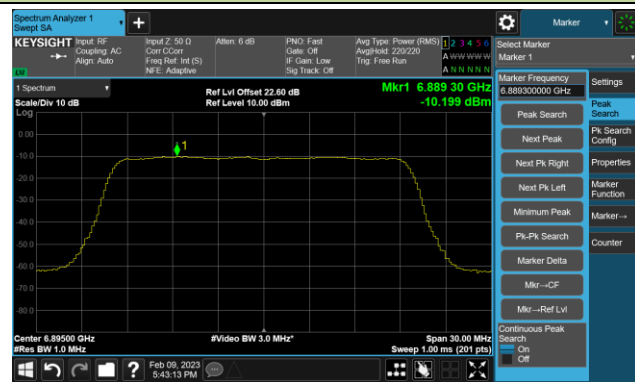 Spectrum Analyzer 1
Swept SA
Marker
KEYSIGHT
Input: RF
Coupling: AC
Align: Auto
Input Z: 50 Ω
Corr CCorr
Freq Ref: Int (S)
NFE: Adaptive
Atten: 6 dB
PNO: Fast
Gate: Off
IF Gain: Low
Sig Track: Off
Avg Type: Power (RMS)
Avg|Hold: 220/220
Trig: Free Run
1 2 3 4 5 6
A W W W W W
A N N N N N
Select Marker
Marker 1
1 Spectrum
Scale/Div 10 dB
Ref Lvl Offset 22.60 dB
Ref Level 10.00 dBm
Mkr1 6.889 30 GHz
-10.199 dBm
Log
0.00
-10.0
-20.0
-30.0
-40.0
-50.0
-60.0
-70.0
-80.0
1
Center 6.89500 GHz
#Res BW 1.0 MHz
#Video BW 3.0 MHz*
Span 30.00 MHz
Sweep 1.00 ms (201 pts)
Marker Frequency
6.889300000 GHz
Peak Search
Next Peak
Next Pk Right
Next Pk Left
Minimum Peak
Pk-Pk Search
Marker Delta
Mkr→CF
Mkr→Ref Lvl
Continuous Peak
Search
On
Off
Settings
Peak
Search
Pk Search
Config
Properties
Marker
Function
Marker→
Counter
Feb 09, 2023
5:43:13 PM